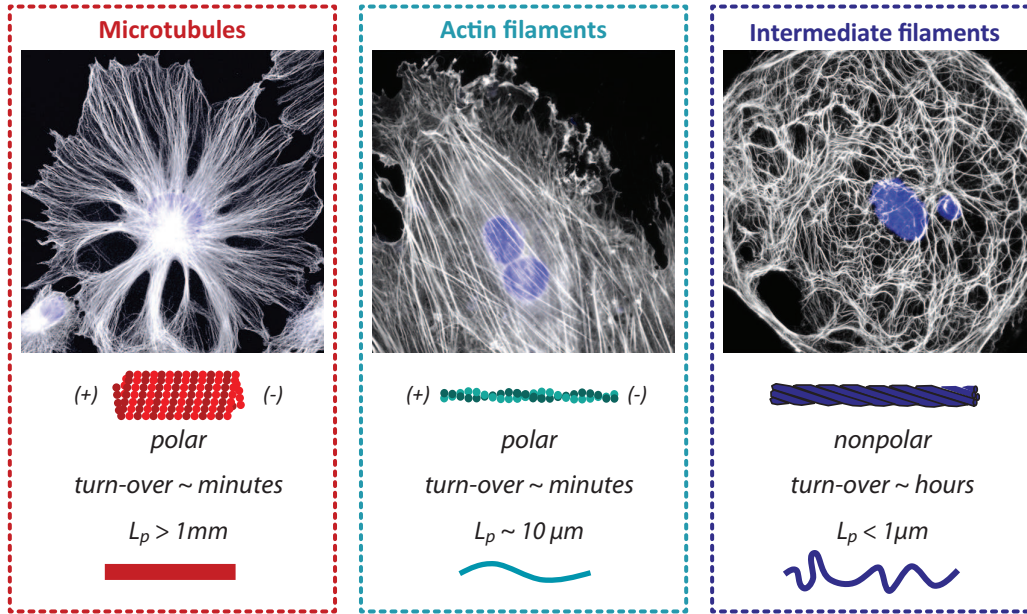 Microtubules
(+) (-)
polar
turn-over ~ minutes
Lp > 1mm
Actin filaments
(+) (-)
polar
turn-over ~ minutes
Lp ~ 10 μm
Intermediate filaments
nonpolar
turn-over ~ hours
Lp < 1μm